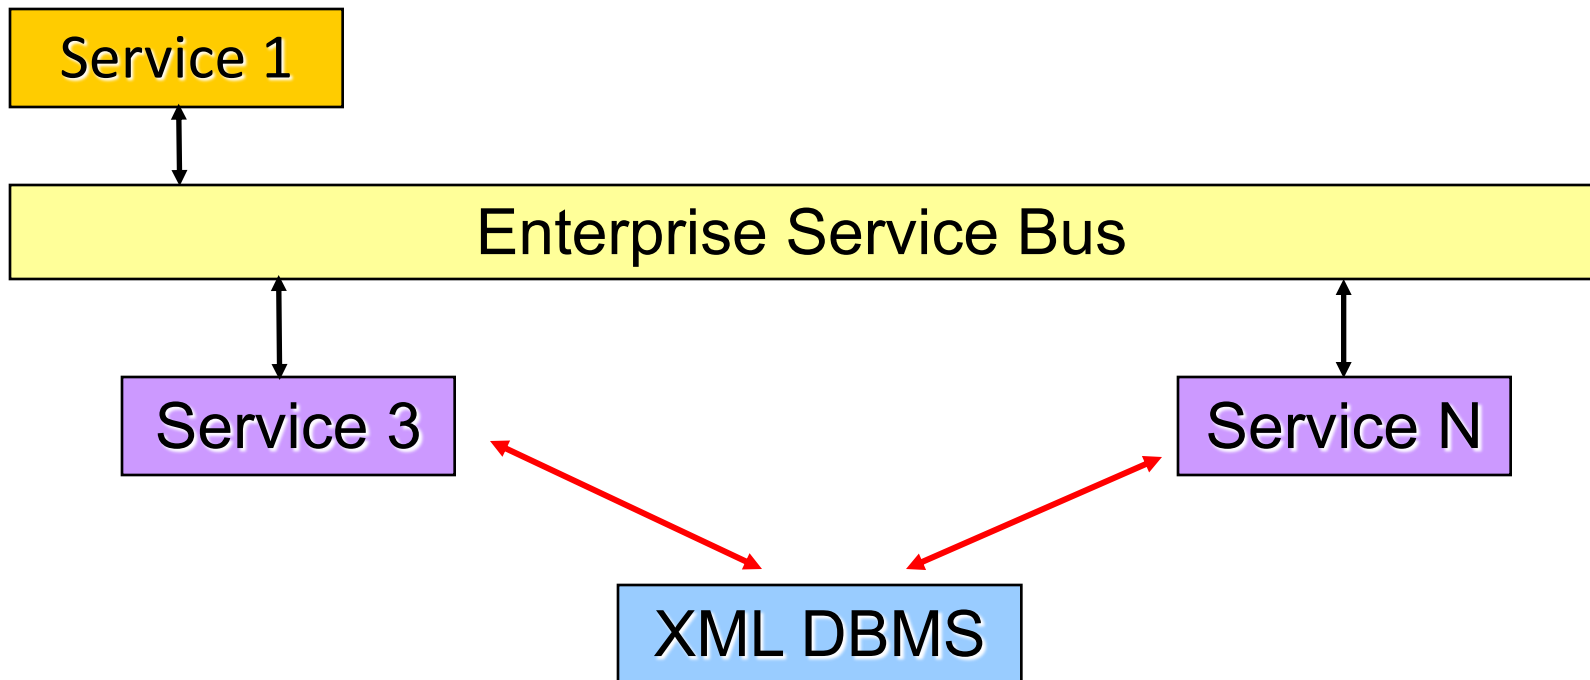 Service 1
Enterprise Service Bus
Service 3
Service N
XML DBMS